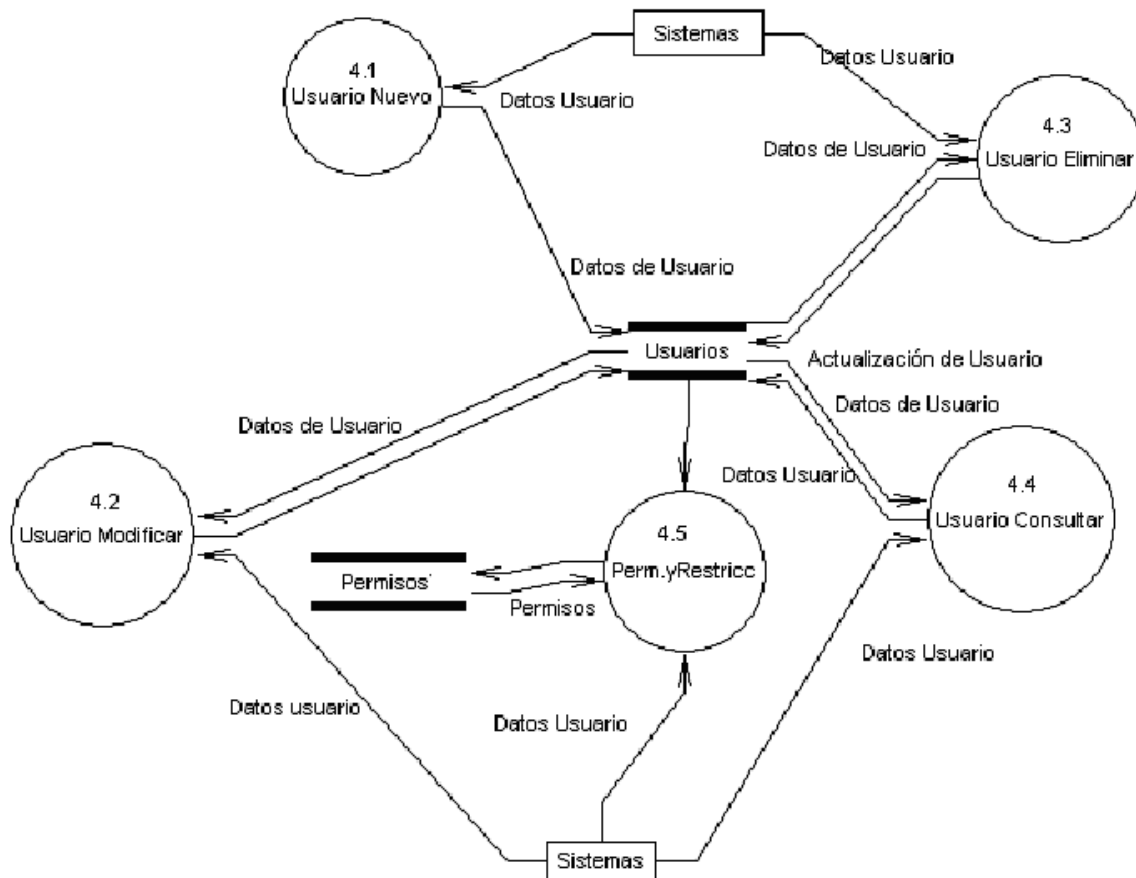 Sistemas
4.1
Usuario Nuevo
Datos Usuario
Datos Usuario
4.3
Usuario Eliminar
Datos de Usuario
Datos de Usuario
Usuarios
Actualización de Usuario
Datos de Usuario
Datos de Usuario
4.2
Usuario Modificar
Datos Usuario
4.4
Usuario Consultar
4.5
Perm.yRestricc
Permisos
Permisos
Datos Usuario
Datos usuario
Datos Usuario
Sistemas